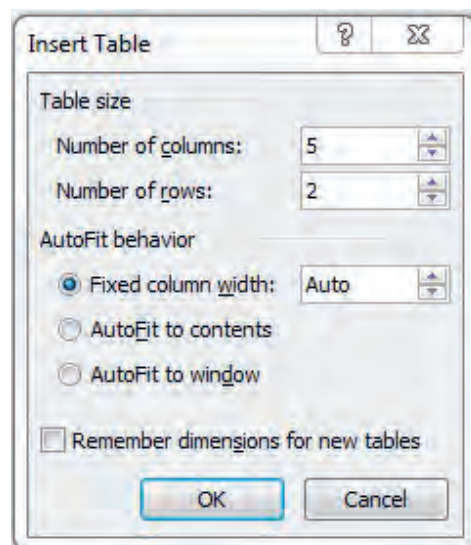 Insert Table
Table size
Number of columns: 5
Number of rows: 2
AutoFit behavior
Fixed column width: Auto
AutoFit to contents
AutoFit to window
Remember dimensions for new tables
OK Cancel